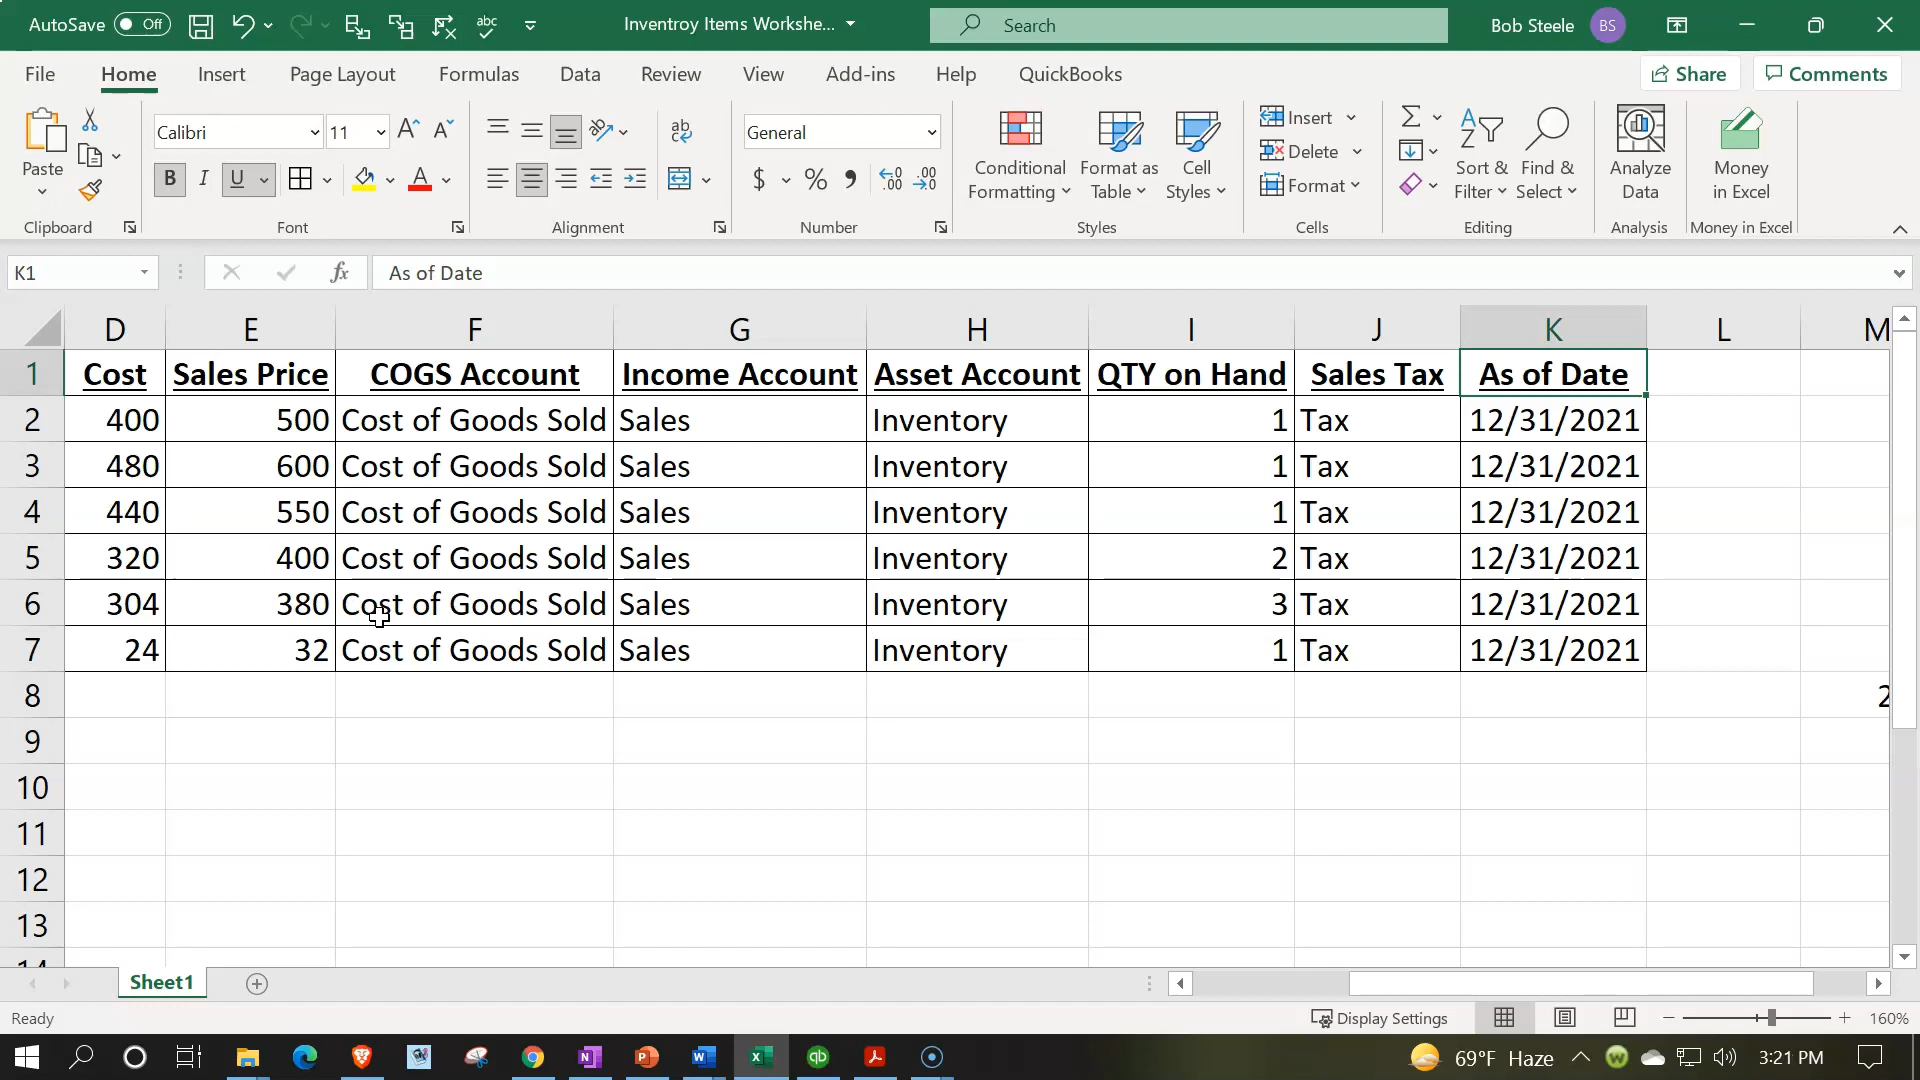 AutoSave Off Inventroy Items Workshe... Search Bob Steele BS
File Home Insert Page Layout Formulas Data Review View Add-ins Help QuickBooks Share Comments
Paste Calibri 11 General
Conditional Formatting
Format as Table
Cell Styles
Insert
Delete
Format
Sort & Filter
Find & Select
Analyze Data
Money in Excel
Clipboard Font Alignment Number Styles Cells Editing Analysis Money in Excel
K1 fx As of Date
D E F G H I J K L M
1 Cost Sales Price COGS Account Income Account Asset Account QTY on Hand Sales Tax As of Date
2 400 500 Cost of Goods Sold Sales Inventory 1 Tax 12/31/2021
3 480 600 Cost of Goods Sold Sales Inventory 1 Tax 12/31/2021
4 440 550 Cost of Goods Sold Sales Inventory 1 Tax 12/31/2021
5 320 400 Cost of Goods Sold Sales Inventory 2 Tax 12/31/2021
6 304 380 Cost of Goods Sold Sales Inventory 3 Tax 12/31/2021
7 24 32 Cost of Goods Sold Sales Inventory 1 Tax 12/31/2021
8 2
9
10
11
12
13
14
Sheet1
Ready Display Settings 160%
69°F Haze 3:21 PM